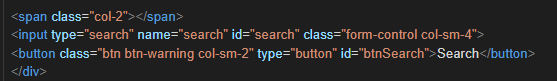 <span class="col-2"></span>
<input type="search" name="search" id="search" class="form-control col-sm-4">
<button class="btn btn-warning col-sm-2" type="button" id="btnSearch">Search</button>
</div>